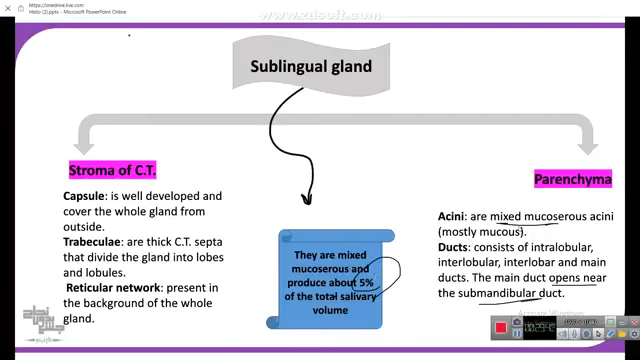 https://onedrive.live.com
Histo (2).pptx - Microsoft PowerPoint Online
www.zdsoft.com
Sublingual gland
Stroma of C.T.
Capsule: is well developed and
cover the whole gland from
outside.
Trabeculae: are thick C.T. septa
that divide the gland into lobes
and lobules.
Reticular network: present in
the background of the whole
gland.
They are mixed
mucoserous and
produce about 5%
of the total salivary
volume
Parenchyma
Acini: are mixed mucoserous acini
(mostly mucous).
Ducts: consists of intralobular,
interlobular, interlobar and main
ducts. The main duct opens near
the submandibular duct.
Activate Windows